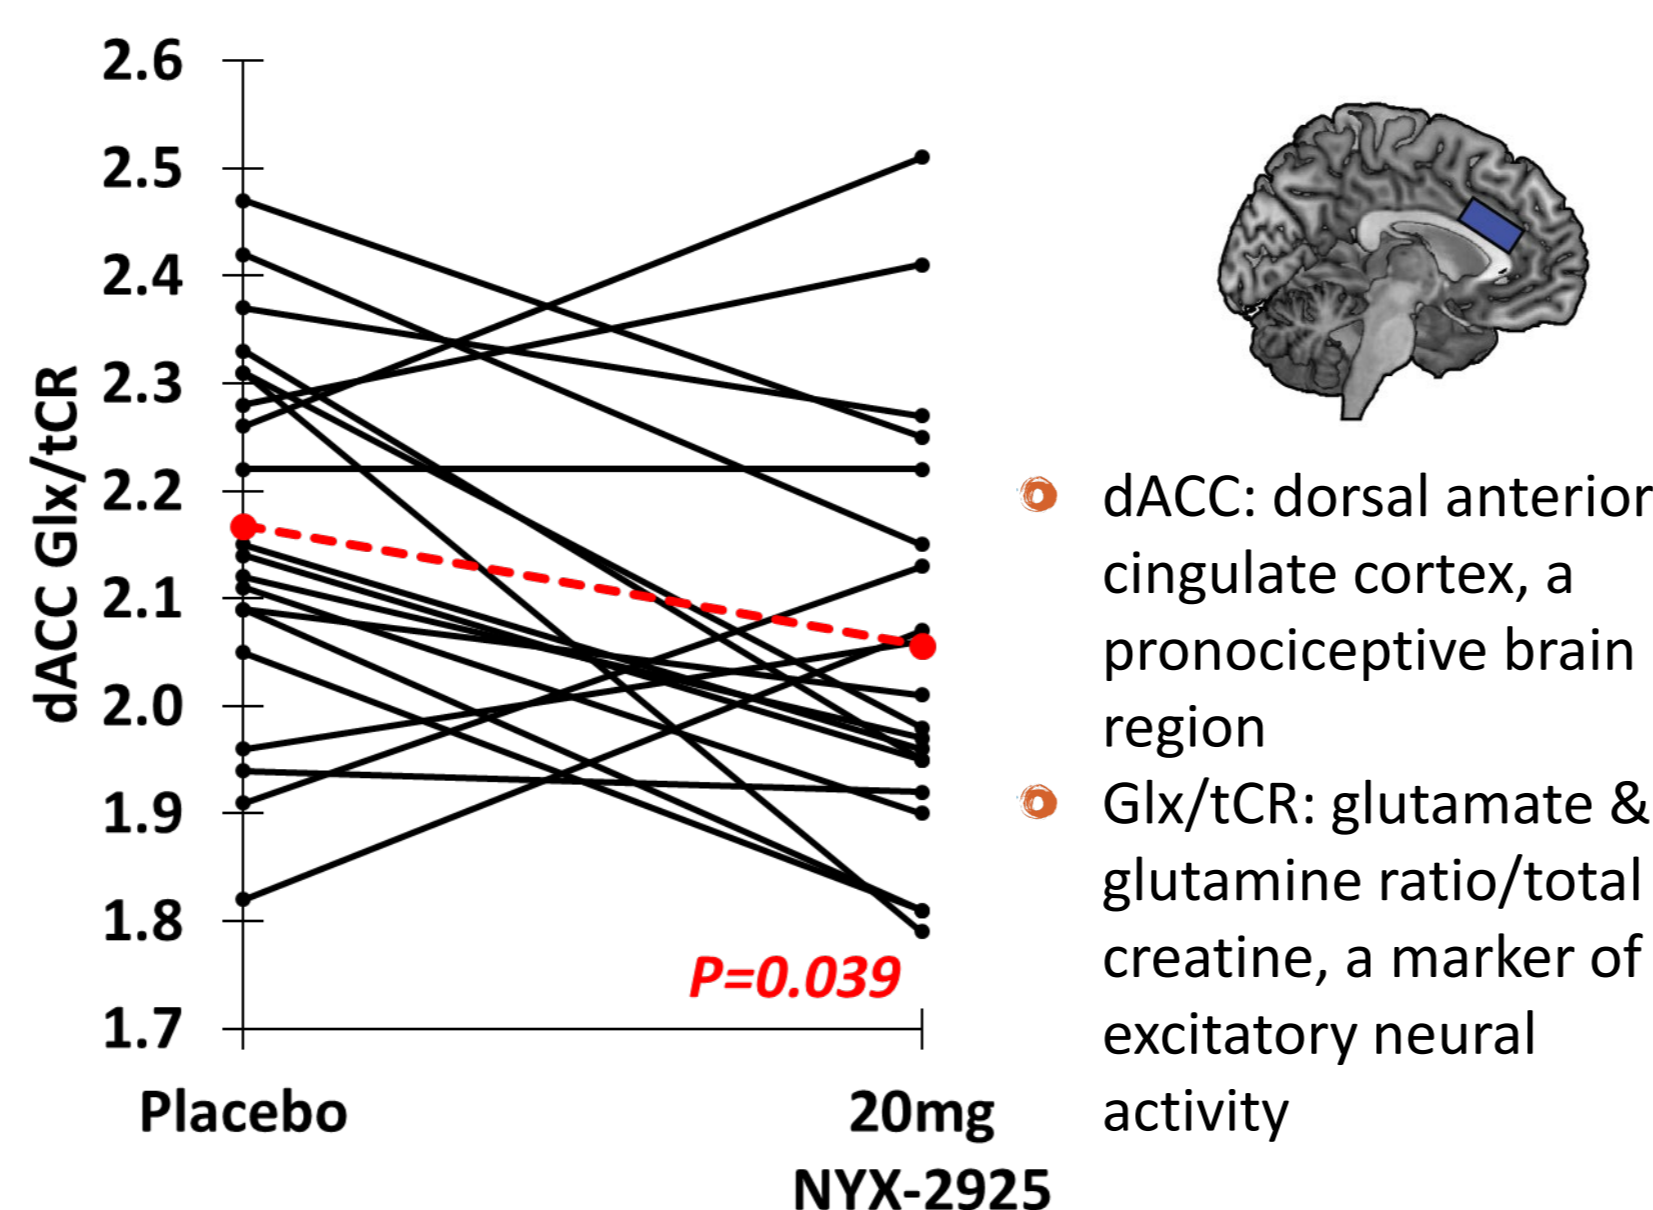 2.6
2.5
2.4
2.3
2.2
2.1
2.0
1.9
1.8
1.7
dACC Glx/tCR
P=0.039
Placebo
20mg
NYX-2925
dACC: dorsal anterior
cingulate cortex, a
pronociceptive brain
region
Glx/tCR: glutamate &
glutamine ratio/total
creatine, a marker of
excitatory neural
activity